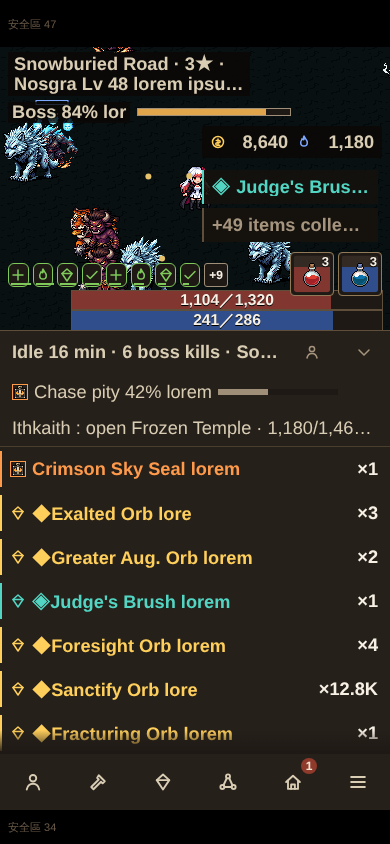 安全區 47
Snowburied Road · 3★ ·
Nosgra Lv 48 lorem ipsu…
Boss 84% lor
8,640 1,180
◈ Judge's Brus…
+49 items colle…
+9
3 3
1,104／1,320
241／286
Idle 16 min · 6 boss kills · So…
Chase pity 42% lorem
Ithkaith : open Frozen Temple · 1,180/1,46…
Crimson Sky Seal lorem ×1
◆Exalted Orb lore ×3
◆Greater Aug. Orb lorem ×2
◈Judge's Brush lorem ×1
◆Foresight Orb lorem ×4
◆Sanctify Orb lore ×12.8K
◆Fracturing Orb lorem ×1
1
安全區 34